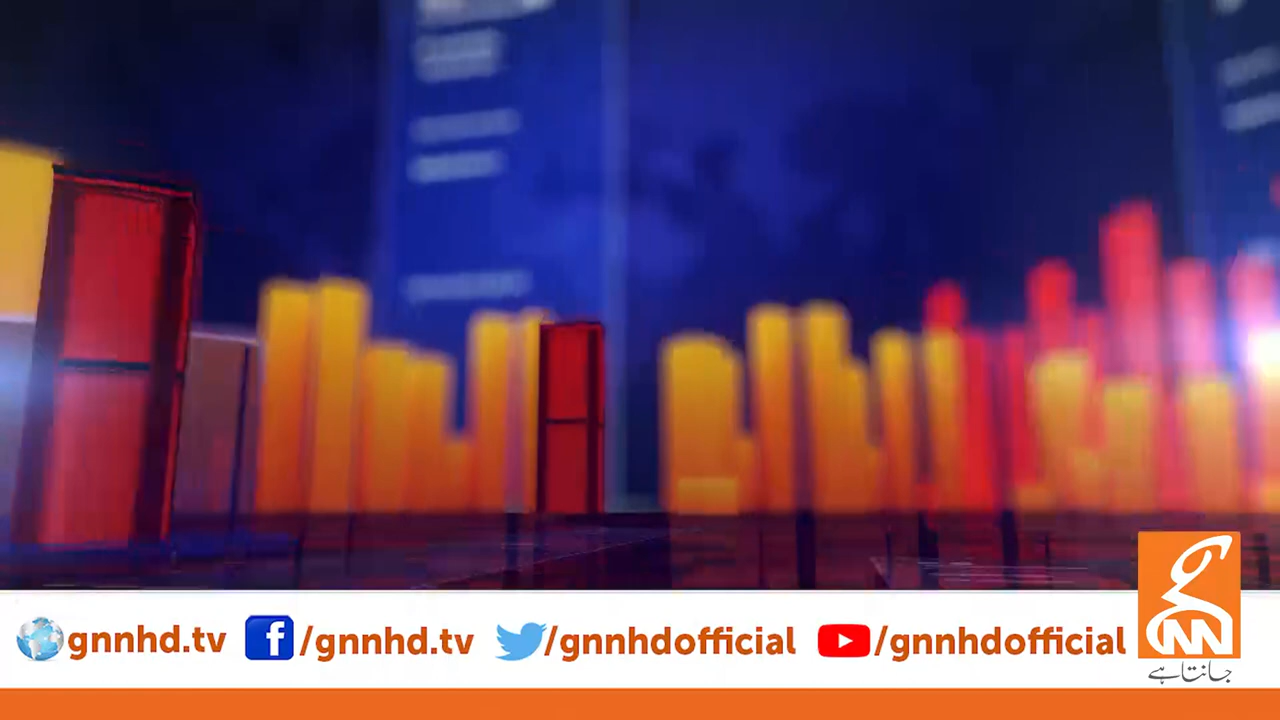 gnnhd.tv /gnnhd.tv /gnnhdofficial /gnnhdofficial
GNN
جانتا ہے